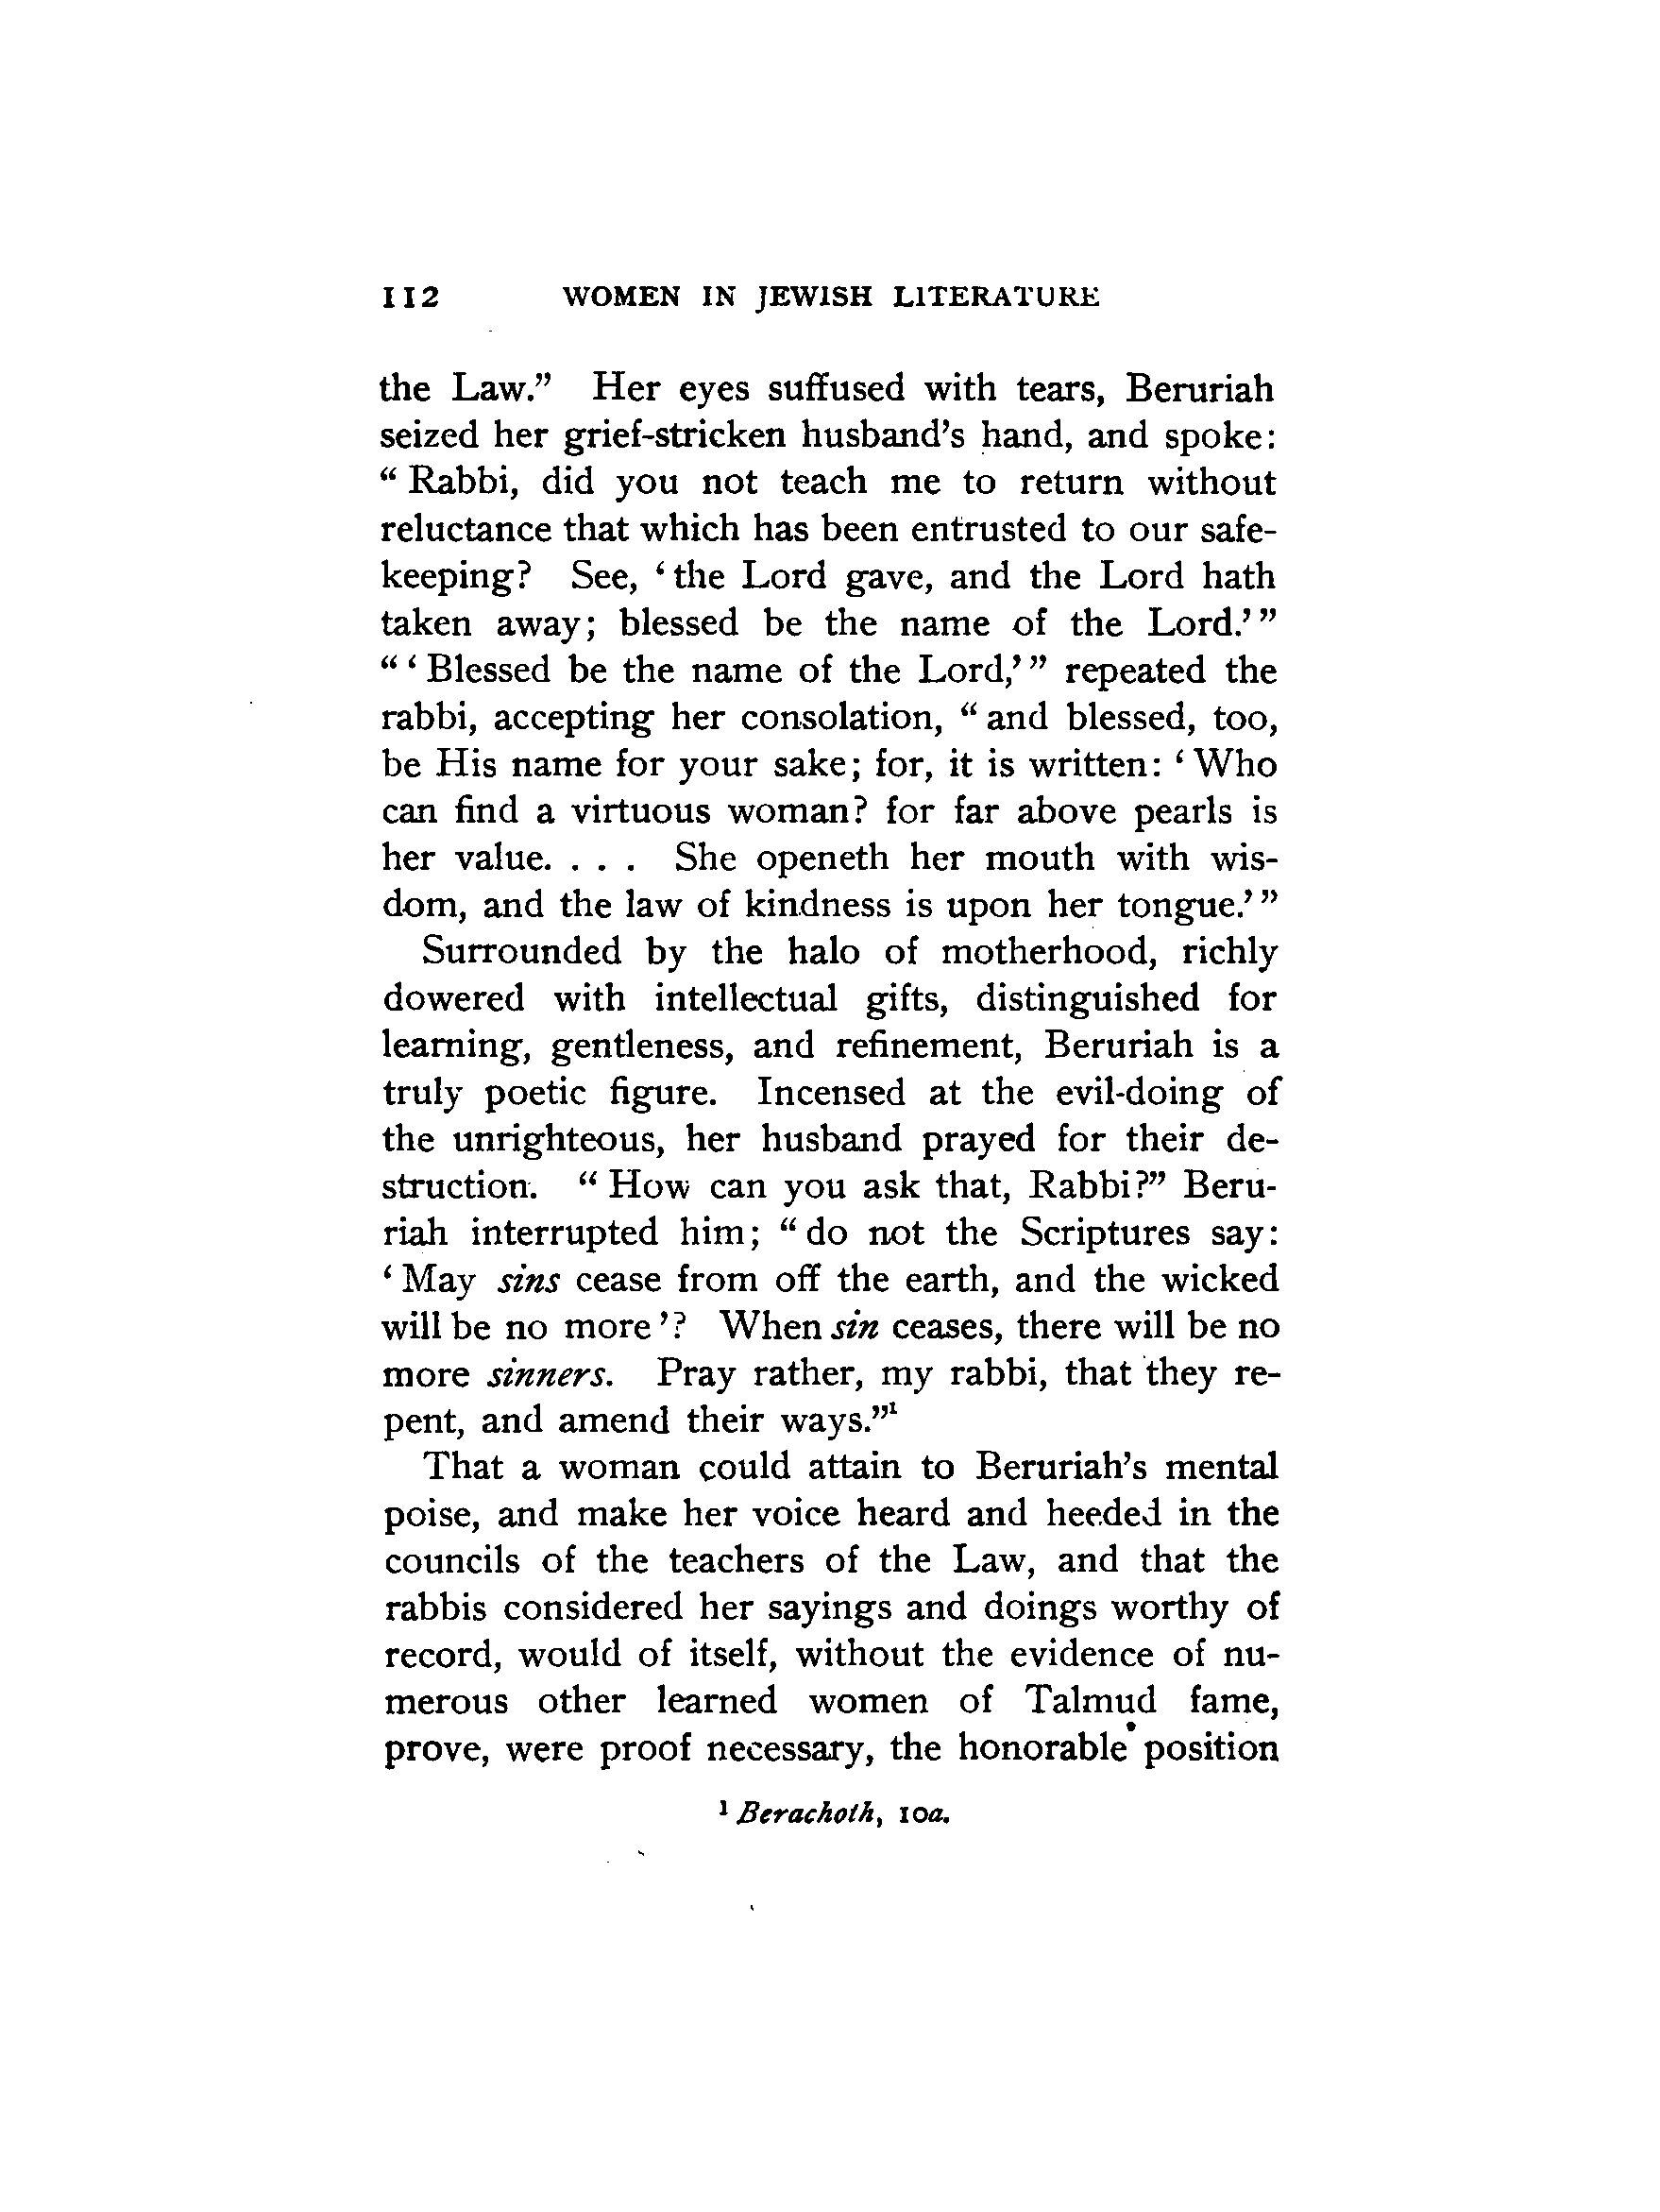 112 WOMEN IN JEWISH LITERATURE
the Law.” Her eyes suffused with tears, Beruriah
seized her grief-stricken husband’s hand, and spoke:
“ Rabbi, did you not teach me to return without
reluctance that which has been entrusted to our safe-
keeping? See, ‘ the Lord gave, and the Lord hath
taken away; blessed be the name of the Lord.’ ”
“ ‘ Blessed be the name of the Lord,’ ” repeated the
rabbi, accepting her consolation, “ and blessed, too,
be His name for your sake; for, it is written: ‘ Who
can find a virtuous woman? for far above pearls is
her value. . . . She openeth her mouth with wis-
dom, and the law of kindness is upon her tongue.’ ”
Surrounded by the halo of motherhood, richly
dowered with intellectual gifts, distinguished for
learning, gentleness, and refinement, Beruriah is a
truly poetic figure. Incensed at the evil-doing of
the unrighteous, her husband prayed for their de-
struction. “ How can you ask that, Rabbi?” Beru-
riah interrupted him; “ do not the Scriptures say:
‘ May sins cease from off the earth, and the wicked
will be no more ’? When sin ceases, there will be no
more sinners. Pray rather, my rabbi, that they re-
pent, and amend their ways.”¹
That a woman could attain to Beruriah’s mental
poise, and make her voice heard and heeded in the
councils of the teachers of the Law, and that the
rabbis considered her sayings and doings worthy of
record, would of itself, without the evidence of nu-
merous other learned women of Talmud fame,
prove, were proof necessary, the honorable position
¹ Berachoth, 10a.